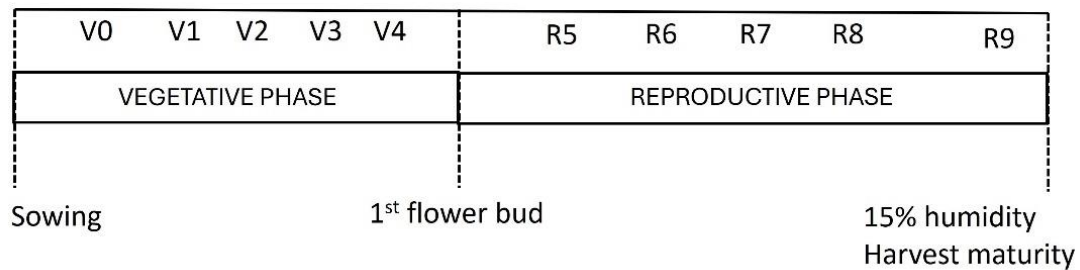 V0 V1 V2 V3 V4 R5 R6 R7 R8 R9
VEGETATIVE PHASE REPRODUCTIVE PHASE
Sowing 1st flower bud 15% humidity
Harvest maturity